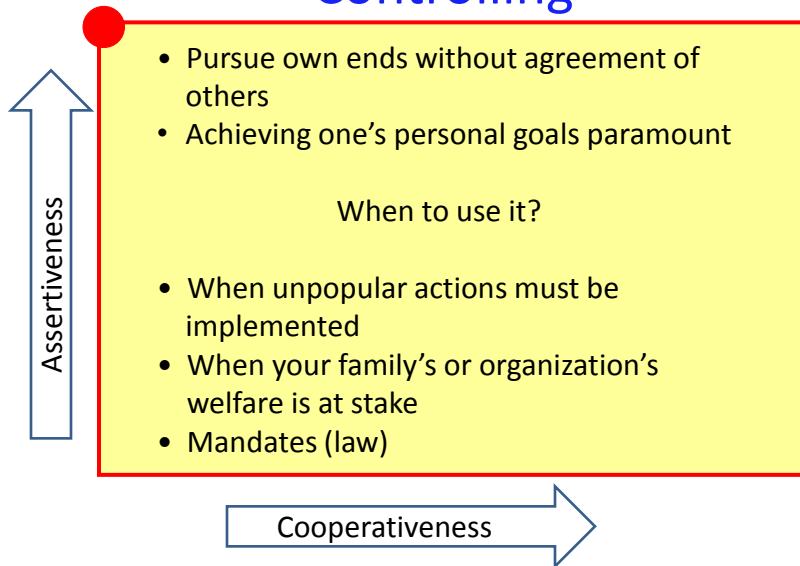 Controlling
• Pursue own ends without agreement of
others
• Achieving one's personal goals paramount
When to use it?
• When unpopular actions must be
implemented
• When your family's or organization's
welfare is at stake
• Mandates (law)
Assertiveness
Cooperativeness